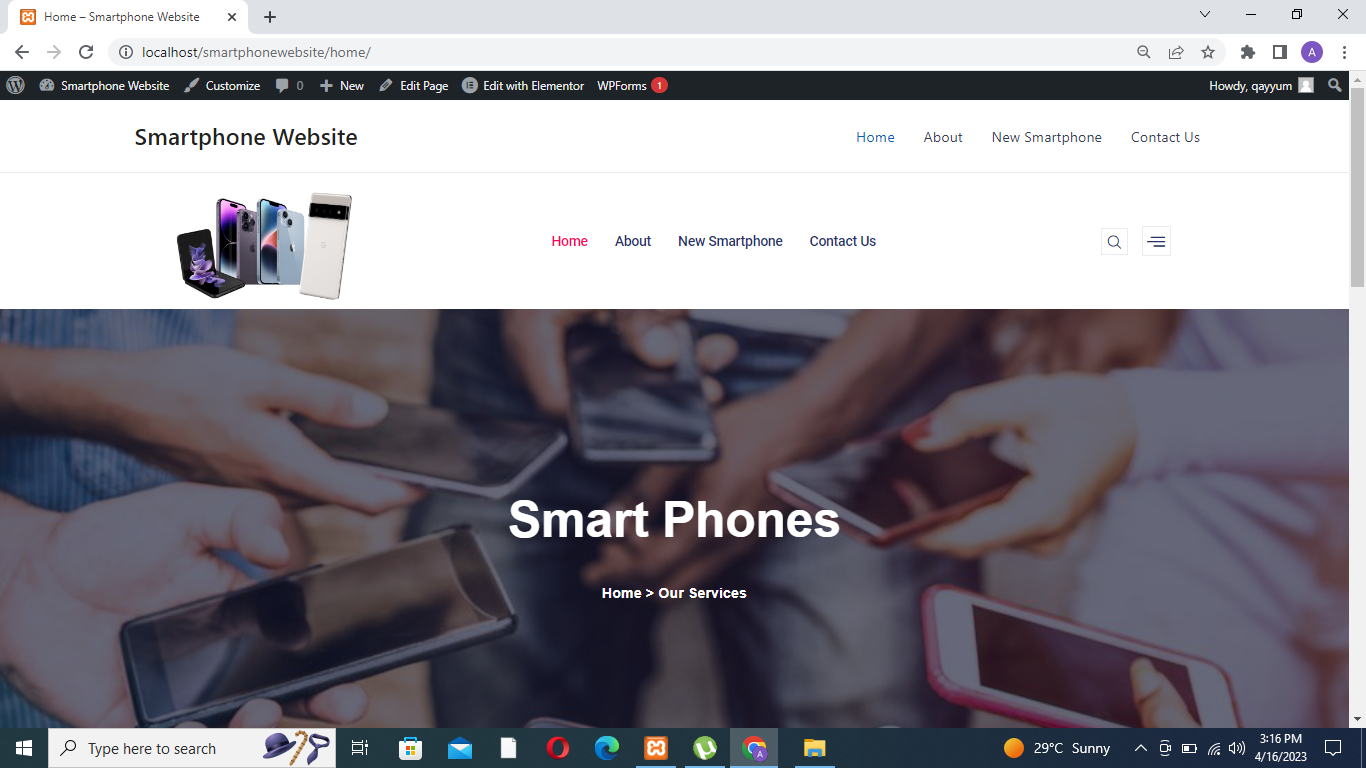 Home – Smartphone Website
localhost/smartphonewebsite/home/
A
Smartphone Website Customize 0 New Edit Page Edit with Elementor WPForms 1 Howdy, qayyum
Smartphone Website Home About New Smartphone Contact Us
Home About New Smartphone Contact Us
Smart Phones
Home > Our Services
Type here to search A 29°C Sunny 3:16 PM
4/16/2023